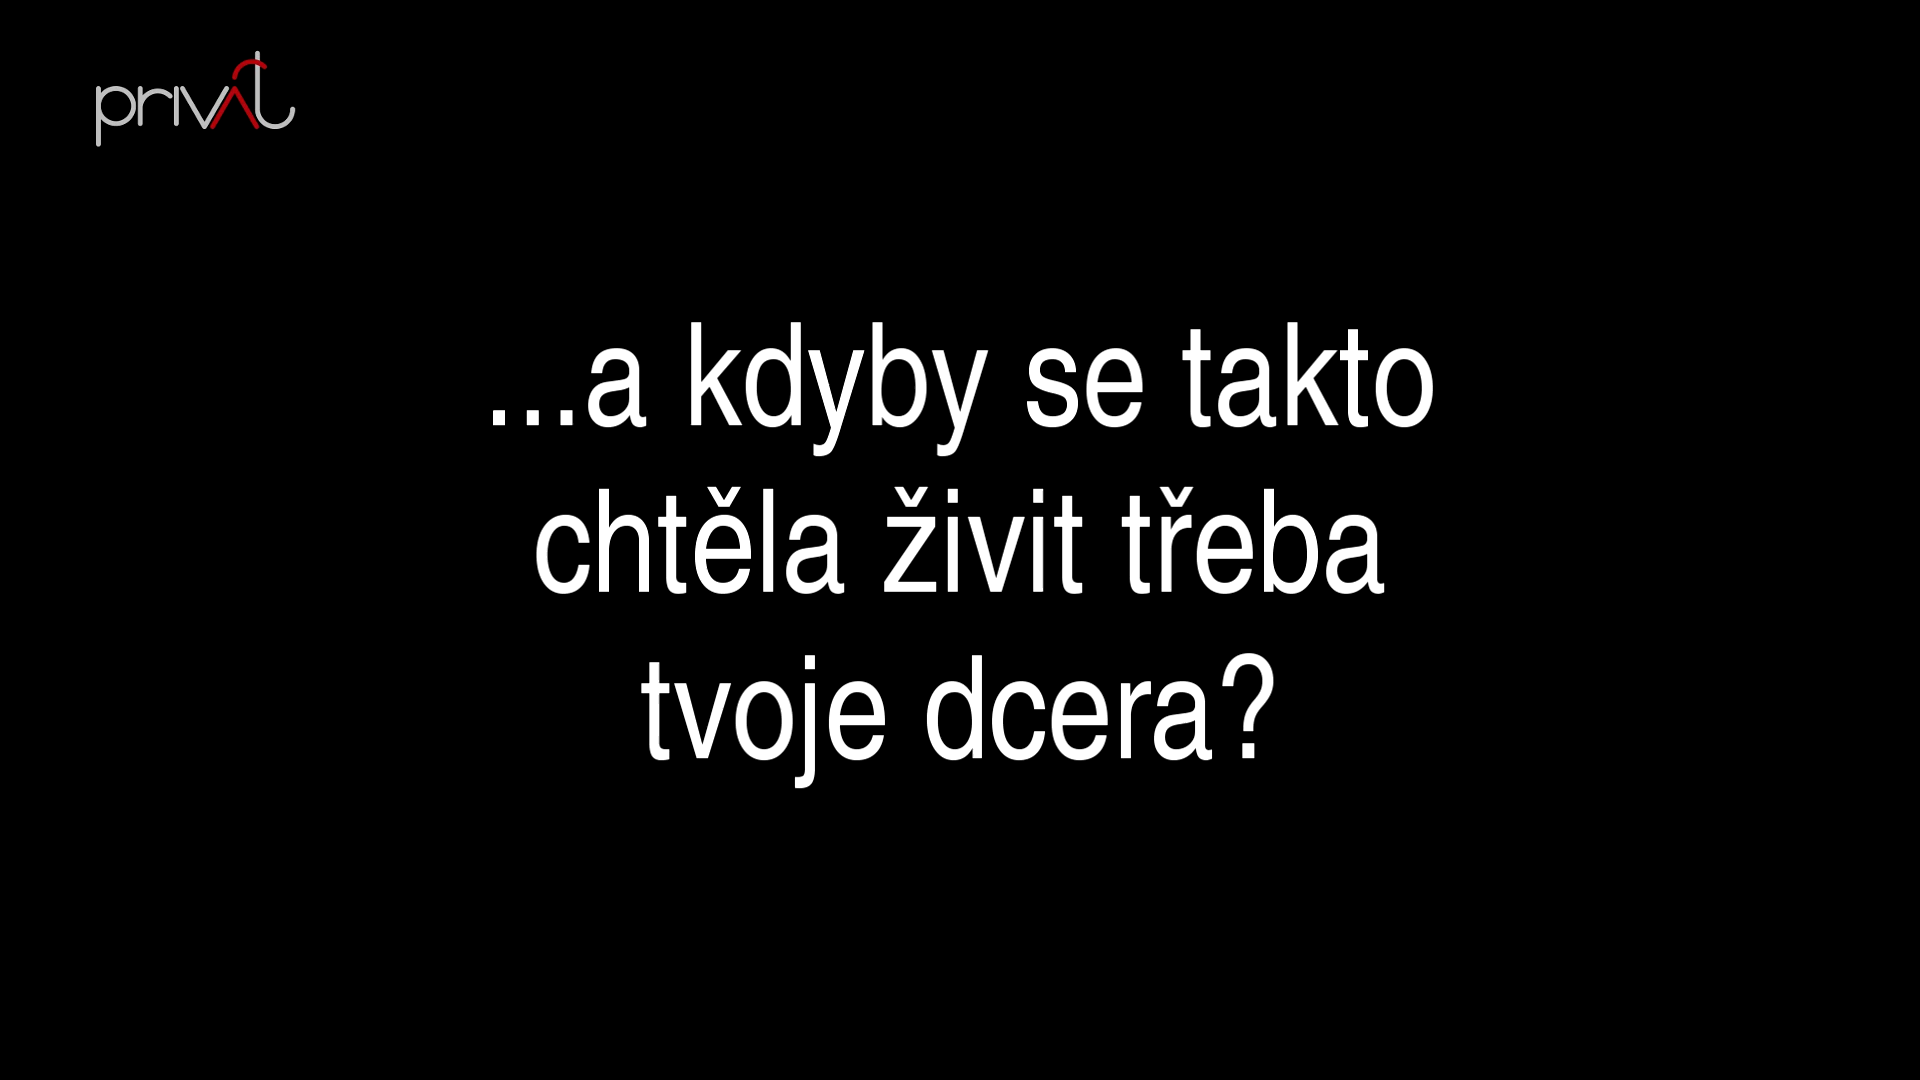 privát
...a kdyby se takto
chtěla živit třeba
tvoje dcera?